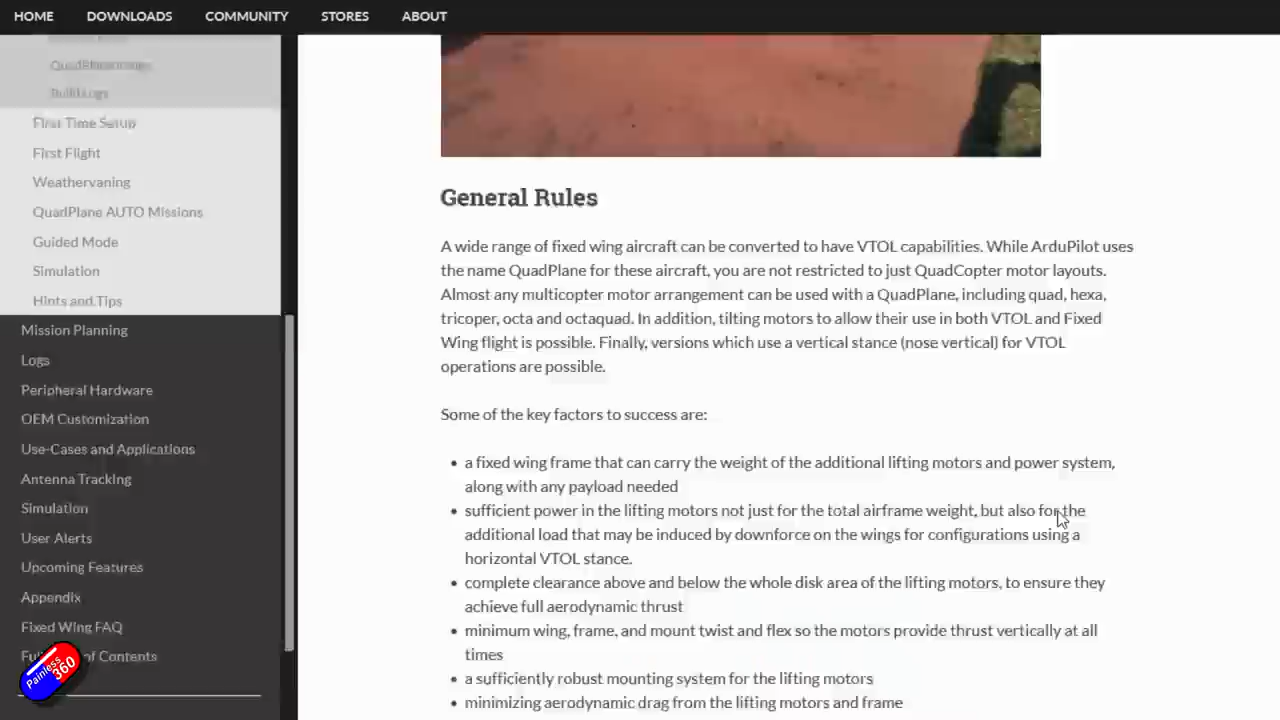 HOME DOWNLOADS COMMUNITY STORES ABOUT
Build Logs
First Time Setup
First Flight
Weathervaning
QuadPlane AUTO Missions
Guided Mode
Simulation
Hints and Tips
Mission Planning
Logs
Peripheral Hardware
OEM Customization
Use-Cases and Applications
Antenna Tracking
Simulation
User Alerts
Upcoming Features
Appendix
Fixed Wing FAQ
of Contents
Painless
360
General Rules
A wide range of fixed wing aircraft can be converted to have VTOL capabilities. While ArduPilot uses
the name QuadPlane for these aircraft, you are not restricted to just QuadCopter motor layouts.
Almost any multicopter motor arrangement can be used with a QuadPlane, including quad, hexa,
tricoper, octa and octaquad. In addition, tilting motors to allow their use in both VTOL and Fixed
Wing flight is possible. Finally, versions which use a vertical stance (nose vertical) for VTOL
operations are possible.
Some of the key factors to success are:
• a fixed wing frame that can carry the weight of the additional lifting motors and power system,
along with any payload needed
• sufficient power in the lifting motors not just for the total airframe weight, but also for the
additional load that may be induced by downforce on the wings for configurations using a
horizontal VTOL stance.
• complete clearance above and below the whole disk area of the lifting motors, to ensure they
achieve full aerodynamic thrust
• minimum wing, frame, and mount twist and flex so the motors provide thrust vertically at all
times
• a sufficiently robust mounting system for the lifting motors
• minimizing aerodynamic drag from the lifting motors and frame